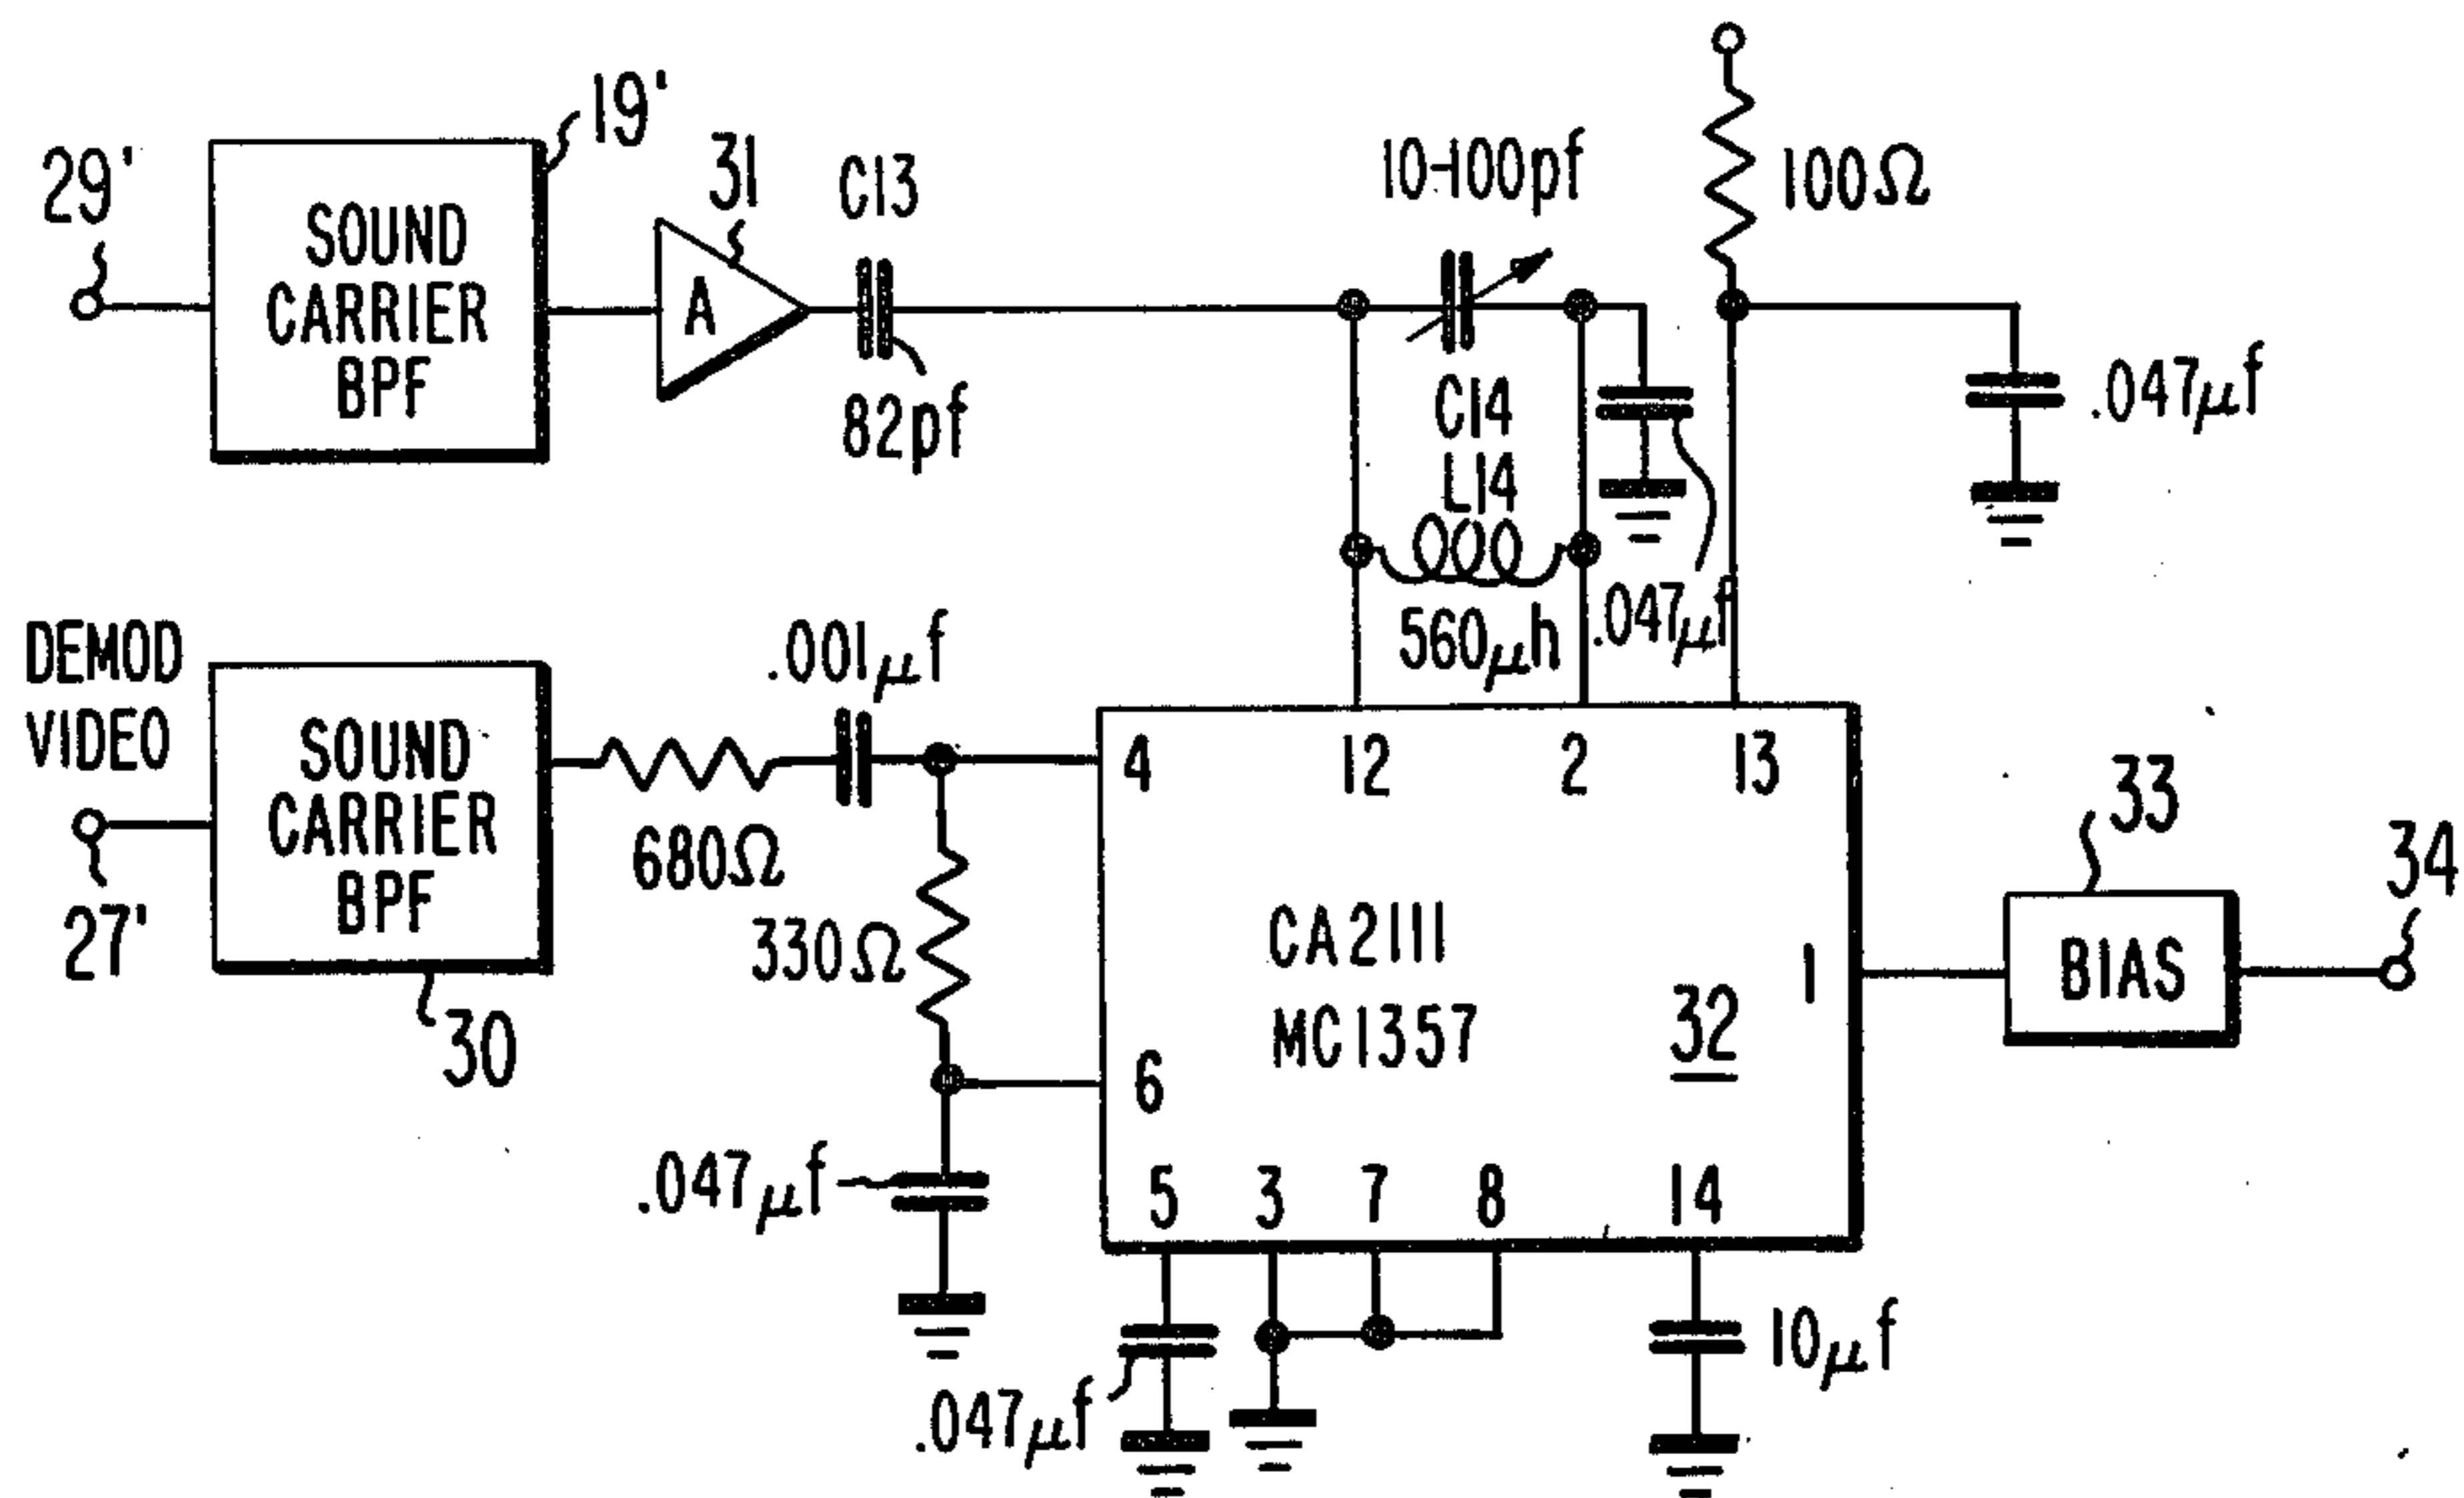 29'
SOUND
CARRIER
BPF
19'
31
A
C13
82pf
10-100pf
C14
L14
560μh
.047μf
100Ω
.047μf
DEMOD
VIDEO
27'
SOUND
CARRIER
BPF
30
680Ω
.001μf
330Ω
.047μf
4
12
2
13
6
CA2111
MC1357
32
1
5
3
7
8
14
.047μf
10μf
33
BIAS
34